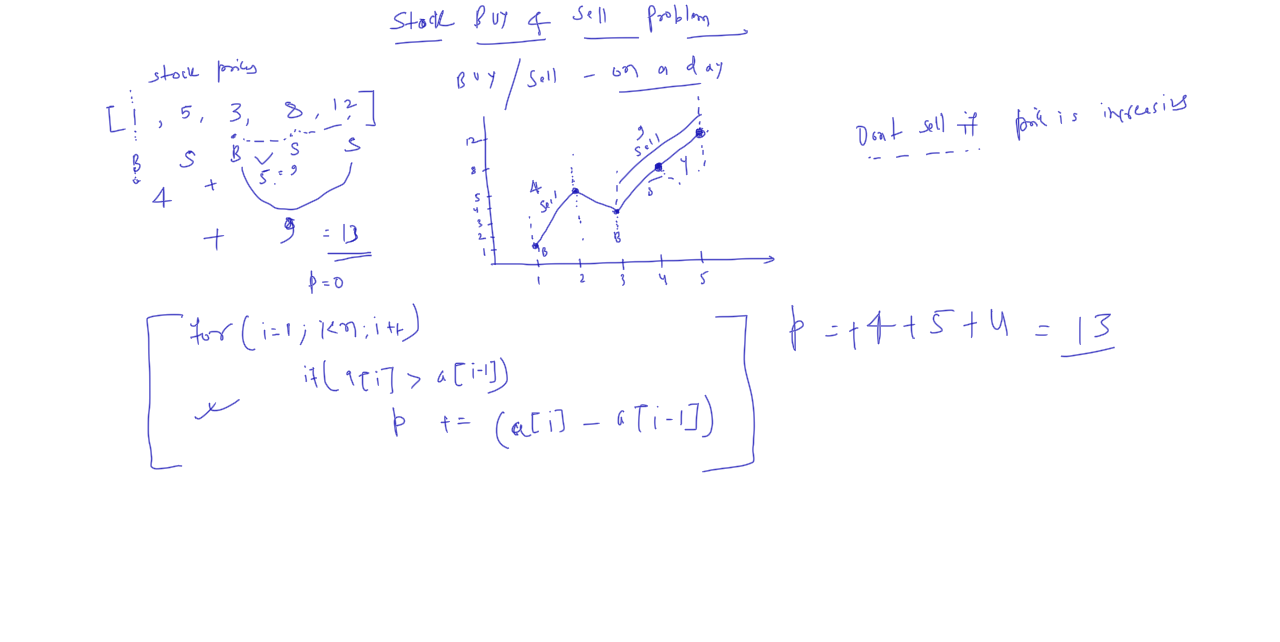 Stock Buy & Sell Problem
stock prices
Buy / Sell - on a day
[1, 5, 3, 8, 12]
Dont sell if price is increasing
B S B S S
5 = 9
4 + + 9 = 13
p=0
12
8
5
4
3
2
1
4
Sell
9
Sell
B
B
1 2 3 4 5
for(i=1; i<n; i++)
if(a[i] > a[i-1])
p += (a[i] - a[i-1])
p = +4+5+4 = 13